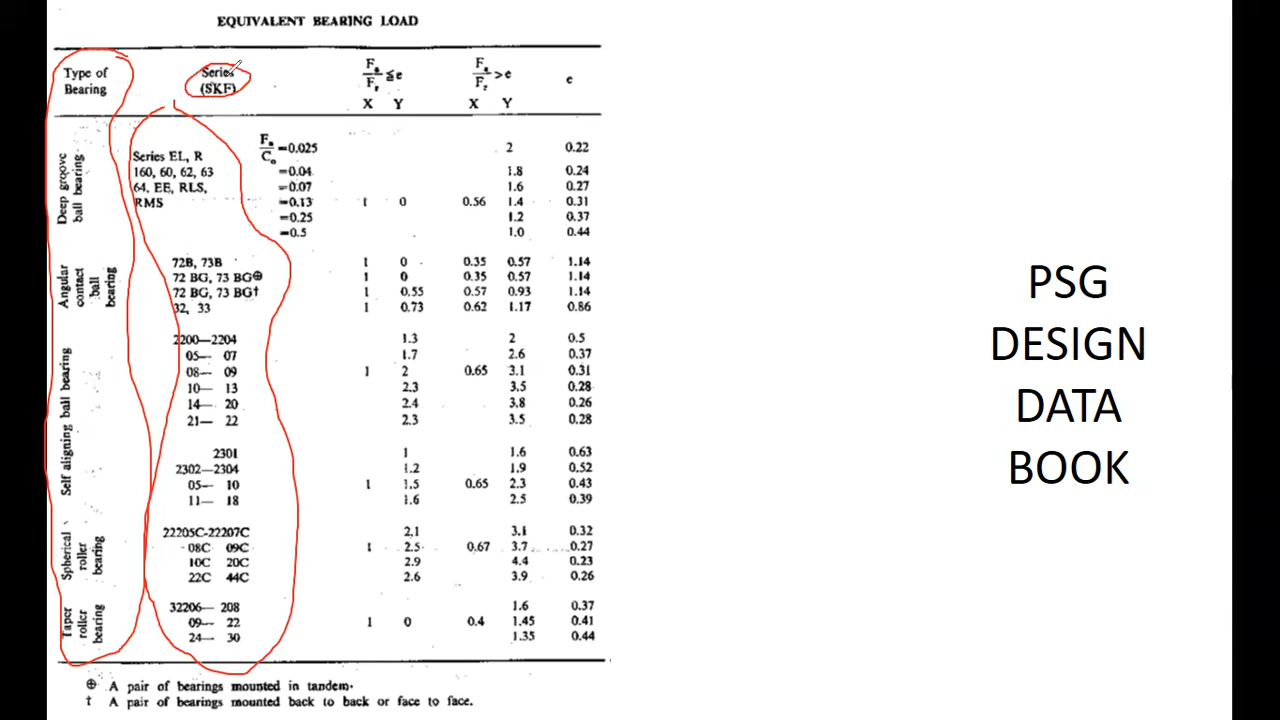 EQUIVALENT BEARING LOAD
Type of Bearing Series (SKF) Fa/Fr ≦ e Fa/Fr > e e
X Y X Y
Deep groove ball bearing
Fa/Co =0.025 2 0.22
Series EL, R
160, 60, 62, 63 =0.04 1.8 0.24
64, EE, RLS, =0.07 1.6 0.27
RMS =0.13 1 0 0.56 1.4 0.31
=0.25 1.2 0.37
=0.5 1.0 0.44
Angular contact ball bearing
72B, 73B 1 0 0.35 0.57 1.14
72 BG, 73 BG⊕ 1 0 0.35 0.57 1.14
72 BG, 73 BG† 1 0.55 0.57 0.93 1.14
32, 33 1 0.73 0.62 1.17 0.86
Self aligning ball bearing
2200—2204 1.3 2 0.5
05— 07 1.7 2.6 0.37
08— 09 1 2 0.65 3.1 0.31
10— 13 2.3 3.5 0.28
14— 20 2.4 3.8 0.26
21— 22 2.3 3.5 0.28
2301 1 1.6 0.63
2302—2304 1.2 1.9 0.52
05— 10 1 1.5 0.65 2.3 0.43
11— 18 1.6 2.5 0.39
Spherical roller bearing
22205C-22207C 2.1 3.1 0.32
08C 09C 1 2.5 0.67 3.7 0.27
10C 20C 2.9 4.4 0.23
22C 44C 2.6 3.9 0.26
Taper roller bearing
32206— 208 1.6 0.37
09— 22 1 0 0.4 1.45 0.41
24— 30 1.35 0.44
⊕ A pair of bearings mounted in tandem.
† A pair of bearings mounted back to back or face to face.
PSG
DESIGN
DATA
BOOK